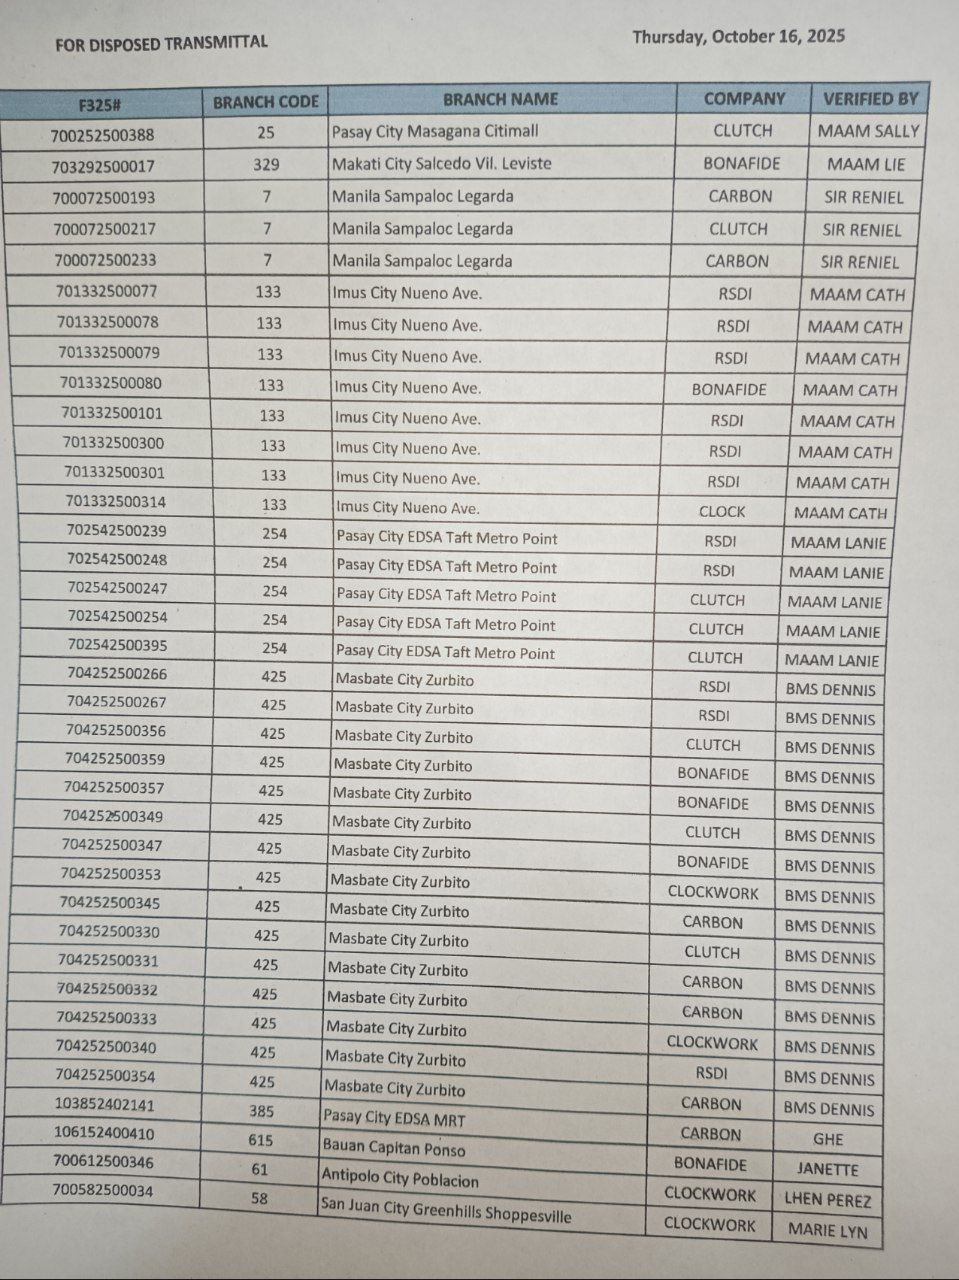 FOR DISPOSED TRANSMITTAL
Thursday, October 16, 2025
F325# BRANCH CODE BRANCH NAME COMPANY VERIFIED BY
700252500388 25 Pasay City Masagana Citimall CLUTCH MAAM SALLY
703292500017 329 Makati City Salcedo Vil. Leviste BONAFIDE MAAM LIE
700072500193 7 Manila Sampaloc Legarda CARBON SIR RENIEL
700072500217 7 Manila Sampaloc Legarda CLUTCH SIR RENIEL
700072500233 7 Manila Sampaloc Legarda CARBON SIR RENIEL
701332500077 133 Imus City Nueno Ave. RSDI MAAM CATH
701332500078 133 Imus City Nueno Ave. RSDI MAAM CATH
701332500079 133 Imus City Nueno Ave. RSDI MAAM CATH
701332500080 133 Imus City Nueno Ave. BONAFIDE MAAM CATH
701332500101 133 Imus City Nueno Ave. RSDI MAAM CATH
701332500300 133 Imus City Nueno Ave. RSDI MAAM CATH
701332500301 133 Imus City Nueno Ave. RSDI MAAM CATH
701332500314 133 Imus City Nueno Ave. CLOCK MAAM CATH
702542500239 254 Pasay City EDSA Taft Metro Point RSDI MAAM LANIE
702542500248 254 Pasay City EDSA Taft Metro Point RSDI MAAM LANIE
702542500247 254 Pasay City EDSA Taft Metro Point CLUTCH MAAM LANIE
702542500254 254 Pasay City EDSA Taft Metro Point CLUTCH MAAM LANIE
702542500395 254 Pasay City EDSA Taft Metro Point CLUTCH MAAM LANIE
704252500266 425 Masbate City Zurbito RSDI BMS DENNIS
704252500267 425 Masbate City Zurbito RSDI BMS DENNIS
704252500356 425 Masbate City Zurbito CLUTCH BMS DENNIS
704252500359 425 Masbate City Zurbito BONAFIDE BMS DENNIS
704252500357 425 Masbate City Zurbito BONAFIDE BMS DENNIS
704252500349 425 Masbate City Zurbito CLUTCH BMS DENNIS
704252500347 425 Masbate City Zurbito BONAFIDE BMS DENNIS
704252500353 425 Masbate City Zurbito CLOCKWORK BMS DENNIS
704252500345 425 Masbate City Zurbito CARBON BMS DENNIS
704252500330 425 Masbate City Zurbito CLUTCH BMS DENNIS
704252500331 425 Masbate City Zurbito CARBON BMS DENNIS
704252500332 425 Masbate City Zurbito CARBON BMS DENNIS
704252500333 425 Masbate City Zurbito CLOCKWORK BMS DENNIS
704252500340 425 Masbate City Zurbito RSDI BMS DENNIS
704252500354 425 Masbate City Zurbito CARBON BMS DENNIS
103852402141 385 Pasay City EDSA MRT CARBON GHE
106152400410 615 Bauan Capitan Ponso BONAFIDE JANETTE
700612500346 61 Antipolo City Poblacion CLOCKWORK LHEN PEREZ
700582500034 58 San Juan City Greenhills Shoppesville CLOCKWORK MARIE LYN